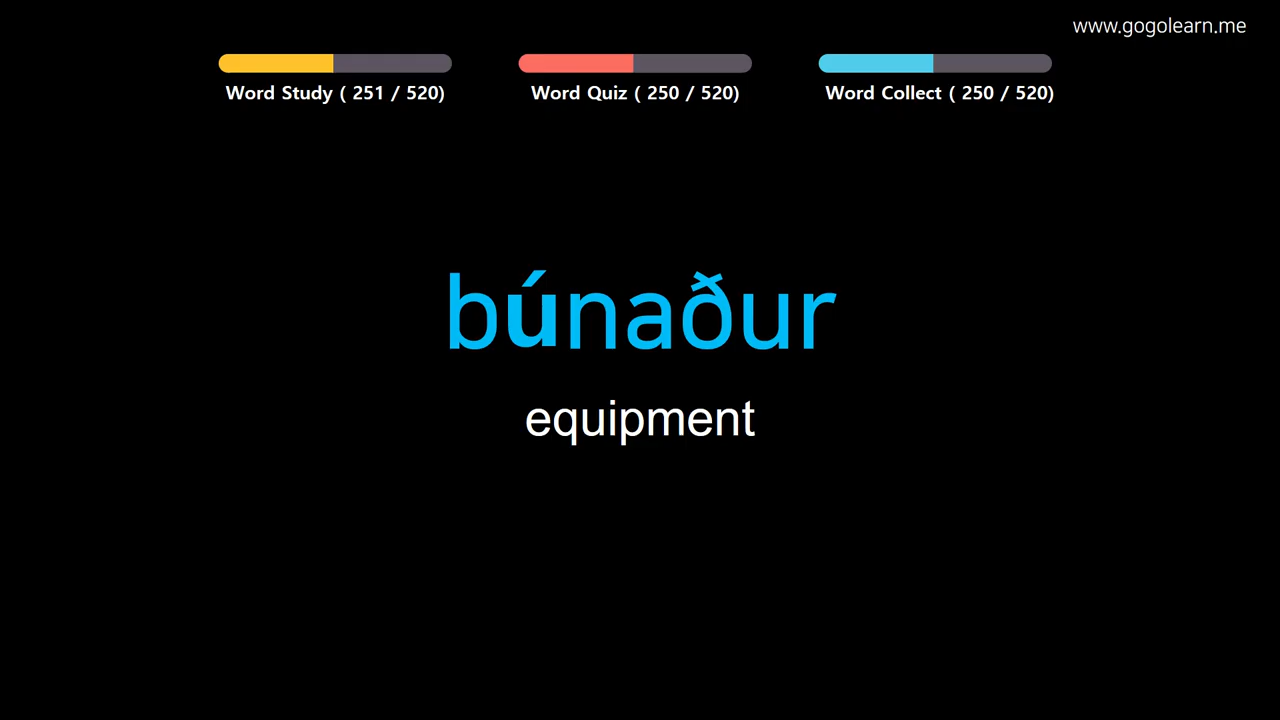 www.gogolearn.me
Word Study ( 251 / 520)
Word Quiz ( 250 / 520)
Word Collect ( 250 / 520)
búnaður
equipment